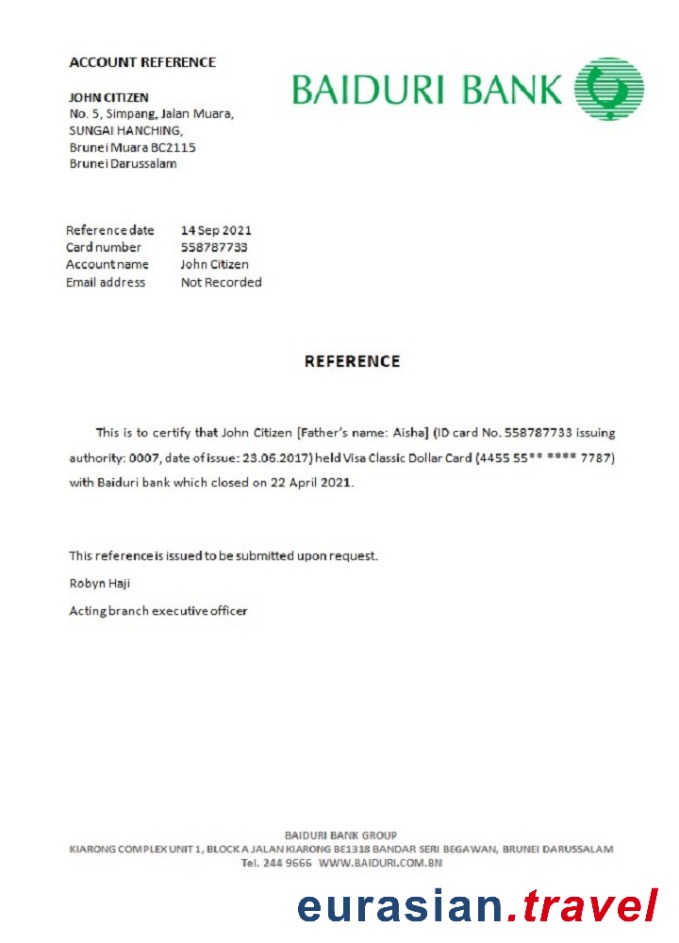 ACCOUNT REFERENCE
BAIDURI BANK
JOHN CITIZEN
No. 5, Simpang, Jalan Muara,
SUNGAI HANCHING,
Brunei Muara BC2115
Brunei Darussalam
Reference date 14 Sep 2021
Card number 558787733
Account name John Citizen
Email address Not Recorded
REFERENCE
This is to certify that John Citizen [Father's name: Aisha] (ID card No. 558787733 issuing
authority: 0007, date of issue: 23.06.2017) held Visa Classic Dollar Card (4455 55** **** 7787)
with Baiduri bank which closed on 22 April 2021.
This reference is issued to be submitted upon request.
Robyn Haji
Acting branch executive officer
BAIDURI BANK GROUP
KIARONG COMPLEX UNIT 1, BLOCK A JALAN KIARONG BE1318 BANDAR SERI BEGAWAN, BRUNEI DARUSSALAM
Tel. 244 9666 WWW.BAIDURI.COM.BN
eurasian.travel